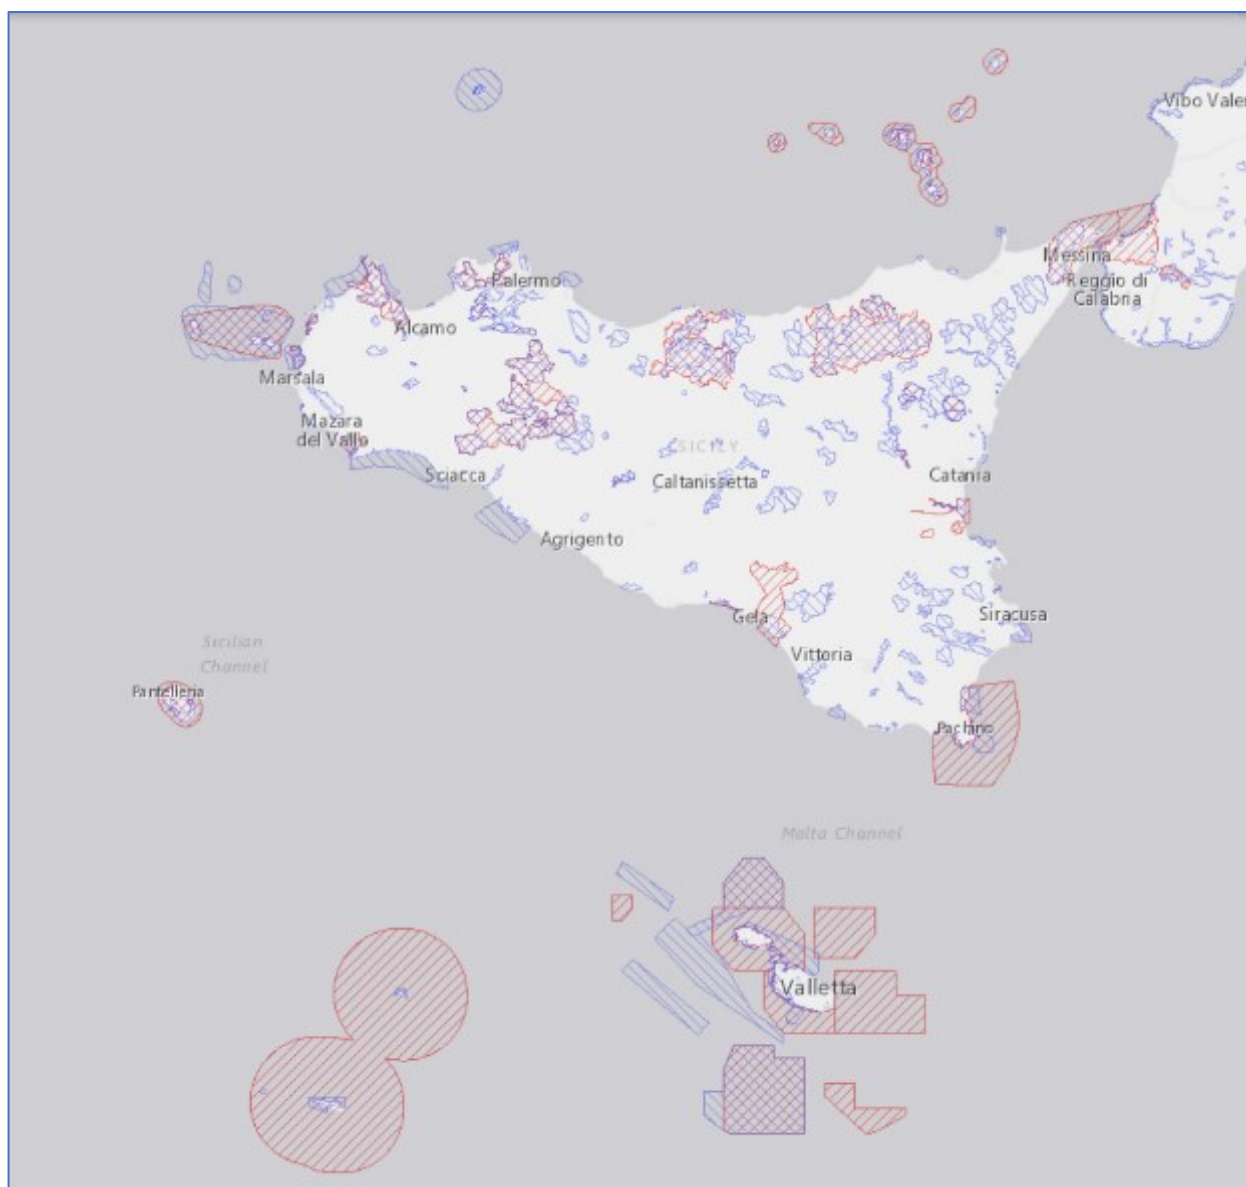 Vibo Valen
Messina
Reggio di
Calabria
Palermo
Alcamo
Marsala
Mazara
del Vallo
SICILY
Sciacca
Caltanissetta
Catania
Agrigento
Gela
Siracusa
Sicilian
Channel
Vittoria
Pantelleria
Pachino
Malta Channel
Valletta